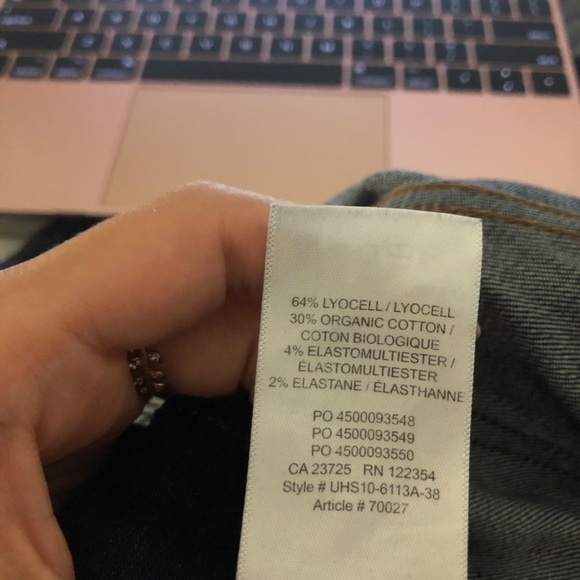 64% LYOCELL / LYOCELL
30% ORGANIC COTTON /
COTON BIOLOGIQUE
4% ELASTOMULTIESTER /
ÉLASTOMULTIESTER
2% ELASTANE / ÉLASTHANNE
PO 4500093548
PO 4500093549
PO 4500093550
CA 23725 RN 122354
Style # UHS10-6113A-38
Article # 70027